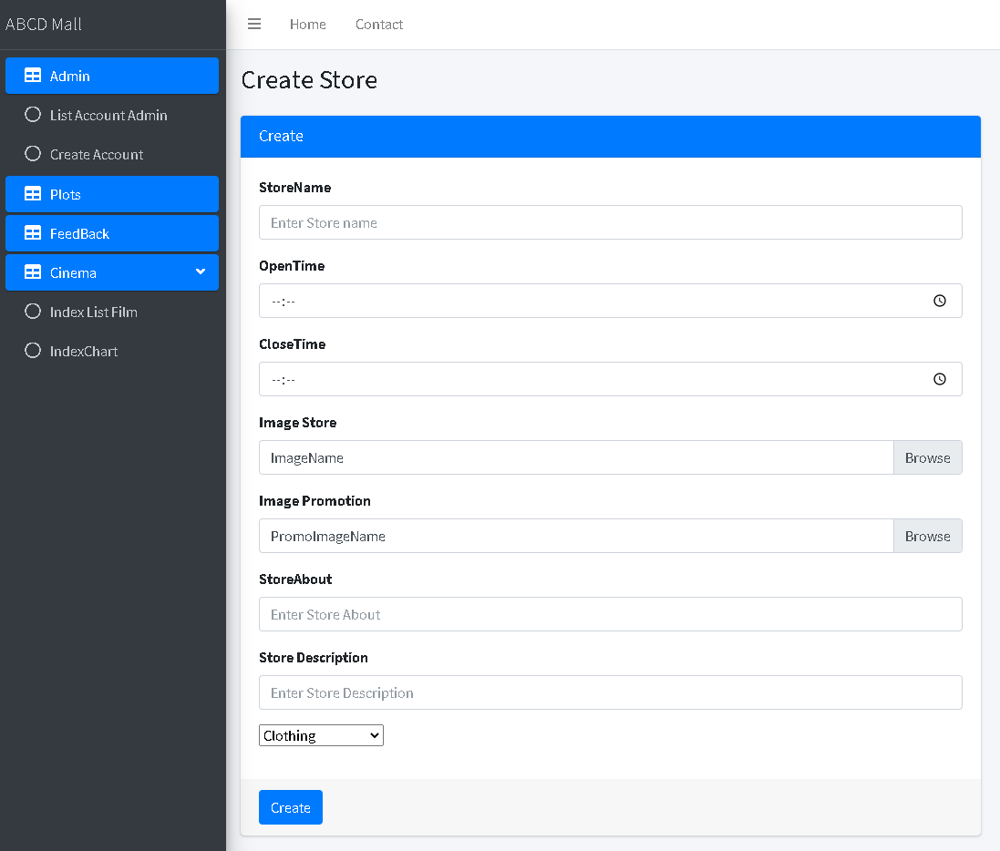 ABCD Mall
Admin
List Account Admin
Create Account
Plots
FeedBack
Cinema
Index List Film
IndexChart
Home Contact
Create Store
Create
StoreName
Enter Store name
OpenTime
--:--
CloseTime
--:--
Image Store
ImageName Browse
Image Promotion
PromoImageName Browse
StoreAbout
Enter Store About
Store Description
Enter Store Description
Clothing
Create